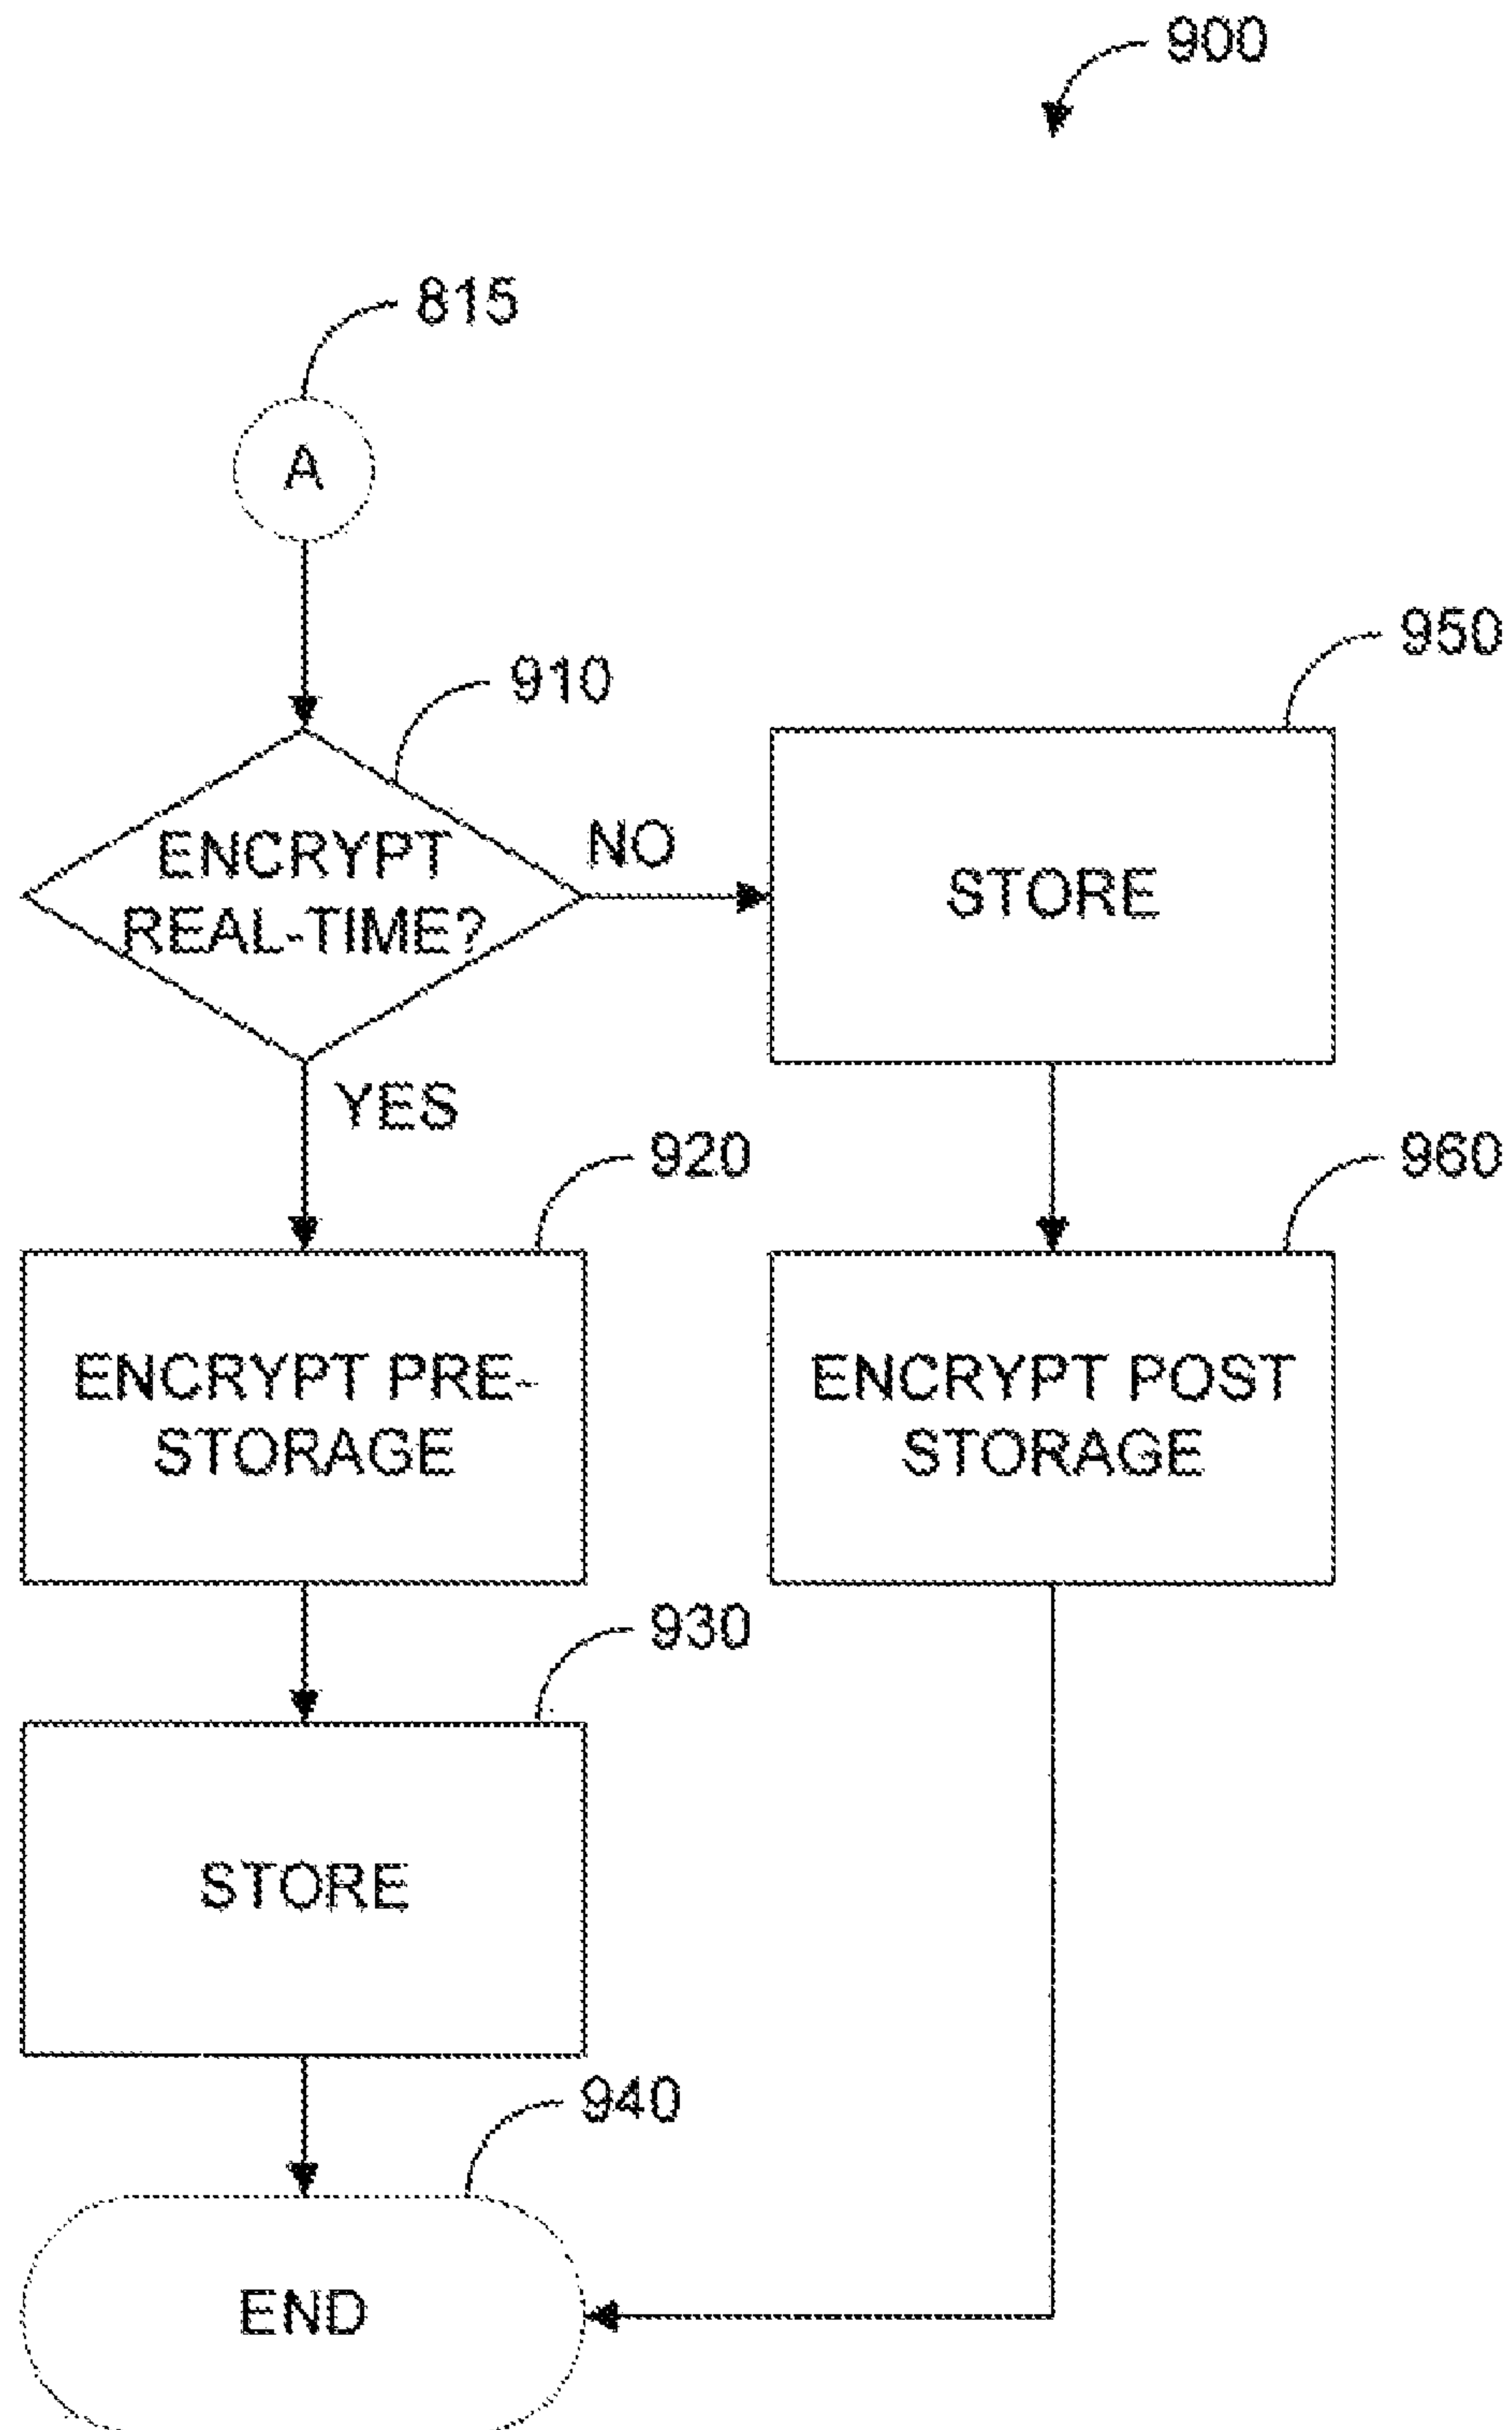 900
815
A
910
ENCRYPT
REAL-TIME?
NO
950
STORE
YES
920
ENCRYPT PRE-
STORAGE
960
ENCRYPT POST
STORAGE
930
STORE
940
END